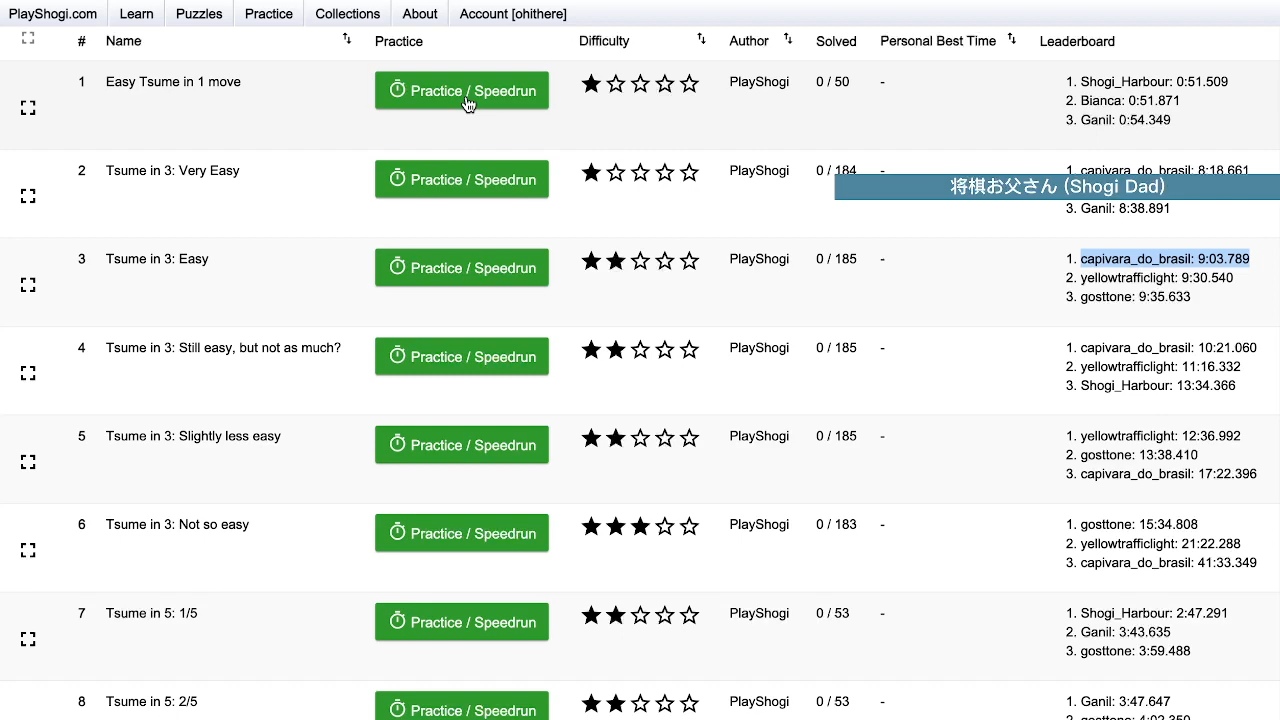 PlayShogi.com Learn Puzzles Practice Collections About Account [ohithere]
# Name Practice Difficulty Author Solved Personal Best Time Leaderboard
1 Easy Tsume in 1 move Practice / Speedrun PlayShogi 0 / 50 - 1. Shogi_Harbour: 0:51.509
2. Bianca: 0:51.871
3. Ganil: 0:54.349
2 Tsume in 3: Very Easy Practice / Speedrun PlayShogi 0 / 184 - 1. capivara_do_brasil: 8:18.661
将棋お父さん (Shogi Dad)
3. Ganil: 8:38.891
3 Tsume in 3: Easy Practice / Speedrun PlayShogi 0 / 185 - 1. capivara_do_brasil: 9:03.789
2. yellowtrafficlight: 9:30.540
3. gosttone: 9:35.633
4 Tsume in 3: Still easy, but not as much? Practice / Speedrun PlayShogi 0 / 185 - 1. capivara_do_brasil: 10:21.060
2. yellowtrafficlight: 11:16.332
3. Shogi_Harbour: 13:34.366
5 Tsume in 3: Slightly less easy Practice / Speedrun PlayShogi 0 / 185 - 1. yellowtrafficlight: 12:36.992
2. gosttone: 13:38.410
3. capivara_do_brasil: 17:22.396
6 Tsume in 3: Not so easy Practice / Speedrun PlayShogi 0 / 183 - 1. gosttone: 15:34.808
2. yellowtrafficlight: 21:22.288
3. capivara_do_brasil: 41:33.349
7 Tsume in 5: 1/5 Practice / Speedrun PlayShogi 0 / 53 - 1. Shogi_Harbour: 2:47.291
2. Ganil: 3:43.635
3. gosttone: 3:59.488
8 Tsume in 5: 2/5 Practice / Speedrun PlayShogi 0 / 53 - 1. Ganil: 3:47.647